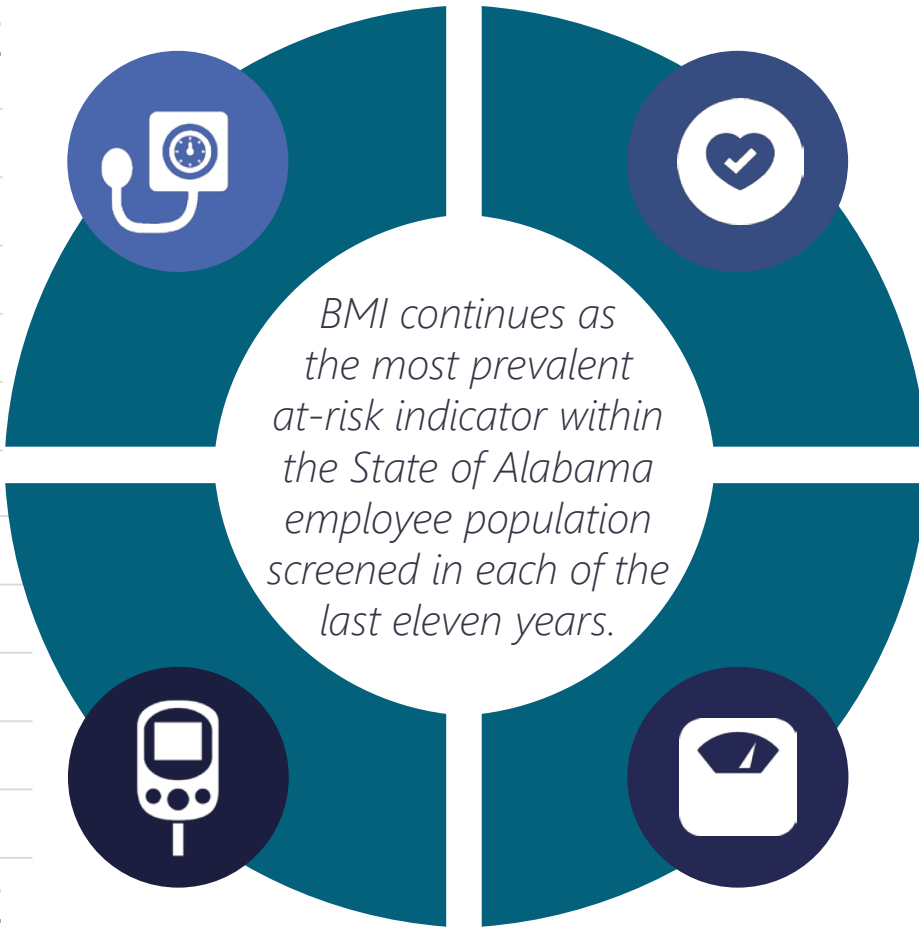 BMI continues as
the most prevalent
at-risk indicator within
the State of Alabama
employee population
screened in each of the
last eleven years.